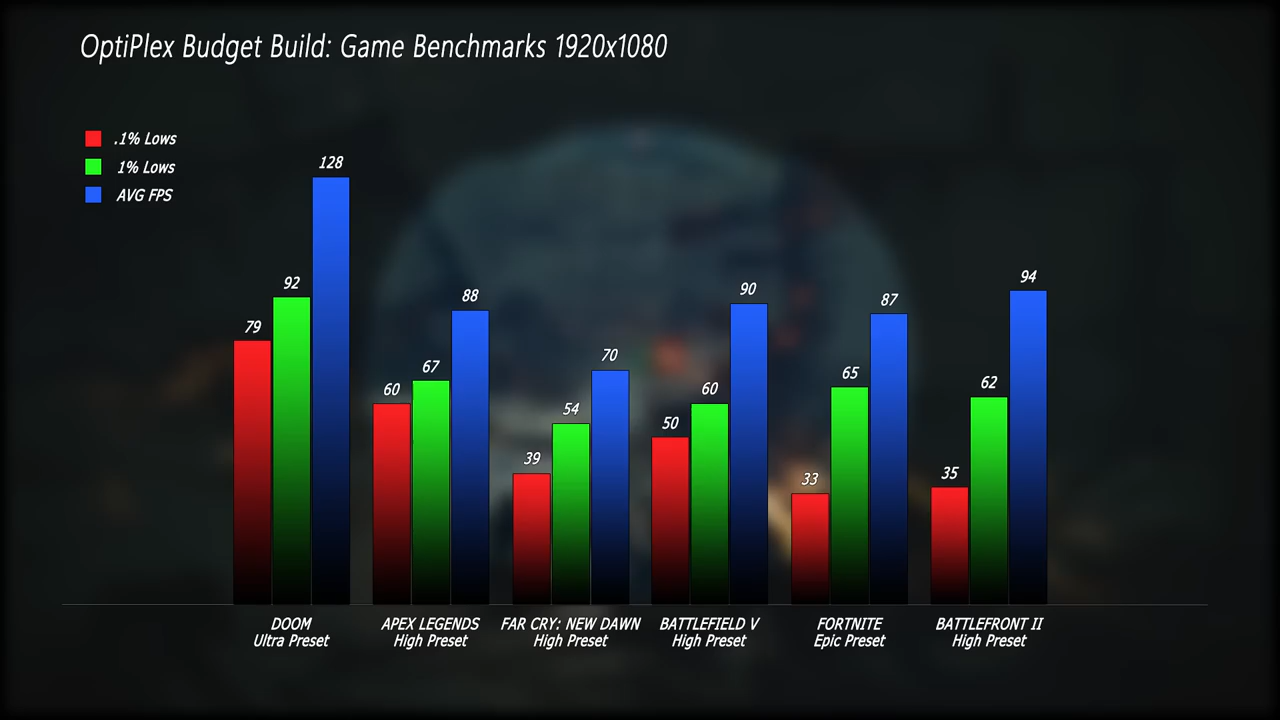 OptiPlex Budget Build: Game Benchmarks 1920x1080
.1% Lows
1% Lows
AVG FPS
79
92
128
60
67
88
39
54
70
50
60
90
33
65
87
35
62
94
DOOM
Ultra Preset
APEX LEGENDS
High Preset
FAR CRY: NEW DAWN
High Preset
BATTLEFIELD V
High Preset
FORTNITE
Epic Preset
BATTLEFRONT II
High Preset